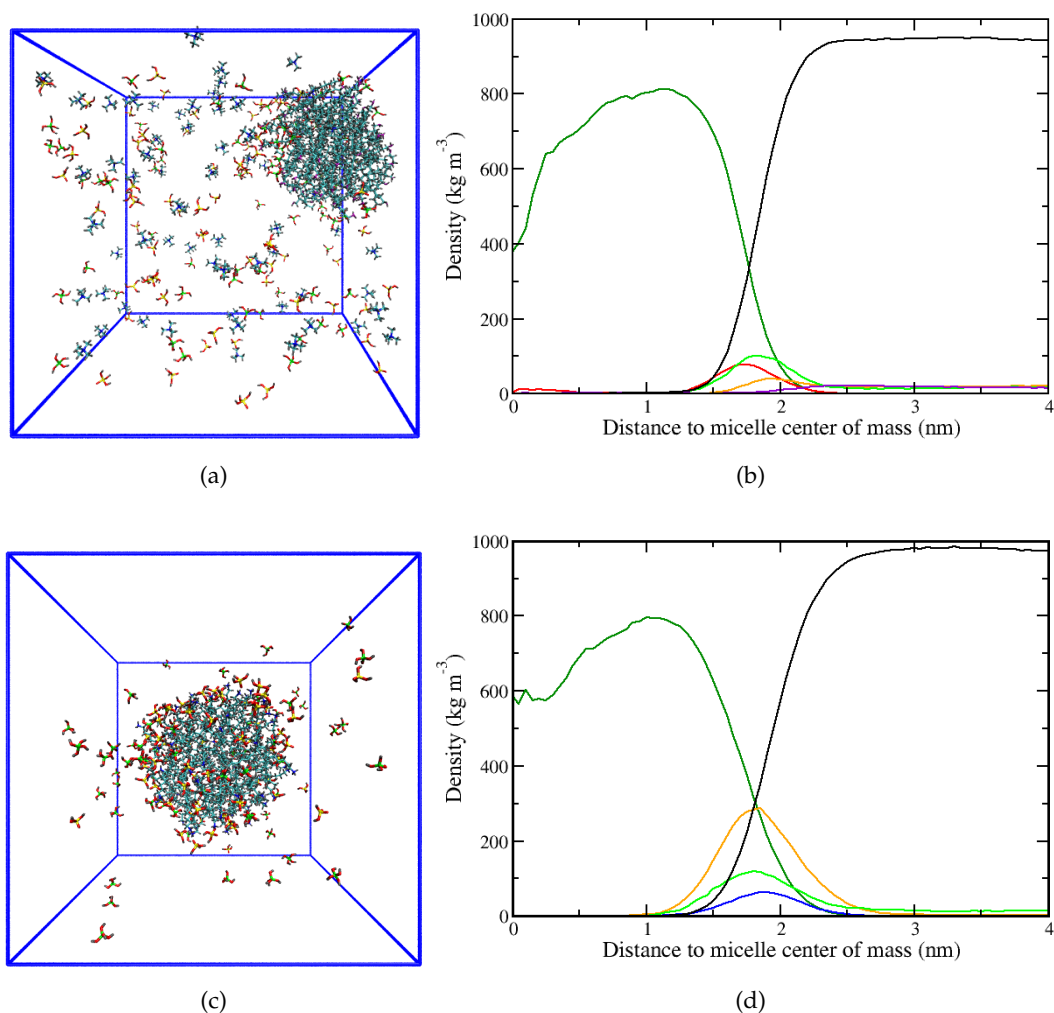 1000
800
600
400
200
0
Density (kg m⁻³)
0 1 2 3 4
Distance to micelle center of mass (nm)
(a) (b)
1000
800
600
400
200
0
Density (kg m⁻³)
0 1 2 3 4
Distance to micelle center of mass (nm)
(c) (d)